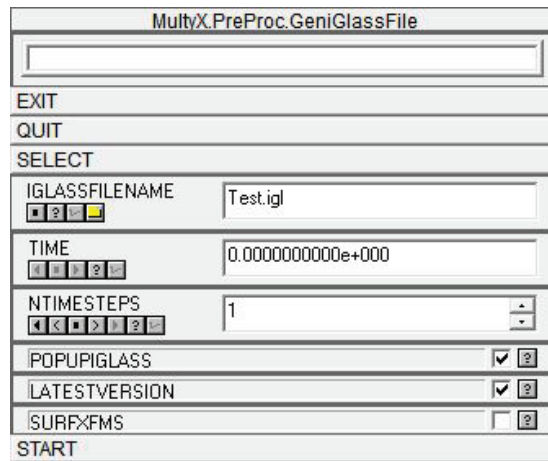 MultyX.PreProc.GeniGlassFile
EXIT
QUIT
SELECT
IGLASSFILENAME
Test.igl
TIME
0.0000000000e+000
NTIMESTEPS
1
POPUPIGLASS
LATESTVERSION
SURFXFMS
START